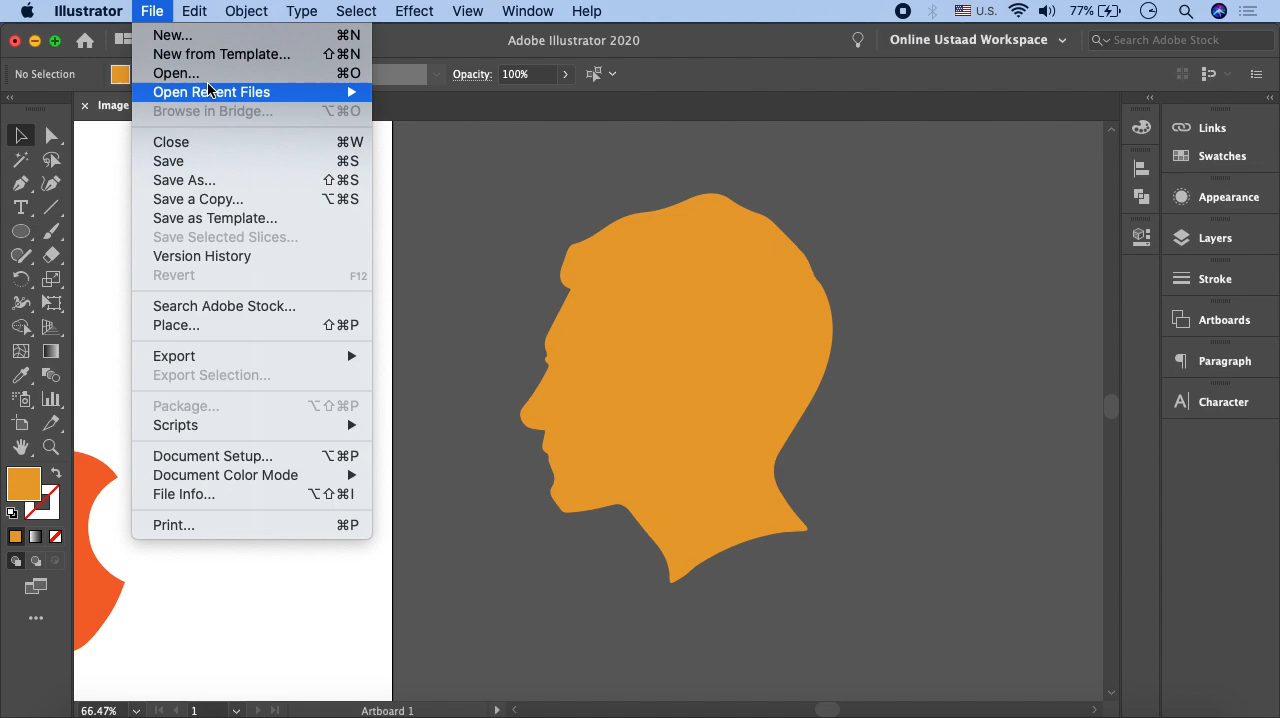 Illustrator File Edit Object Type Select Effect View Window Help U.S. 77%
Adobe Illustrator 2020 Online Ustaad Workspace Search Adobe Stock
No Selection Opacity: 100%
× Image
New... ⌘N
New from Template... ⇧⌘N
Open... ⌘O
Open Recent Files
Browse in Bridge... ⌥⌘O
Close ⌘W
Save ⌘S
Save As... ⇧⌘S
Save a Copy... ⌥⌘S
Save as Template...
Save Selected Slices...
Version History
Revert F12
Search Adobe Stock...
Place... ⇧⌘P
Export
Export Selection...
Package... ⌥⇧⌘P
Scripts
Document Setup... ⌥⌘P
Document Color Mode
File Info... ⌥⇧⌘I
Print... ⌘P
Links
Swatches
Appearance
Layers
Stroke
Artboards
Paragraph
Character
66.47% 1 Artboard 1